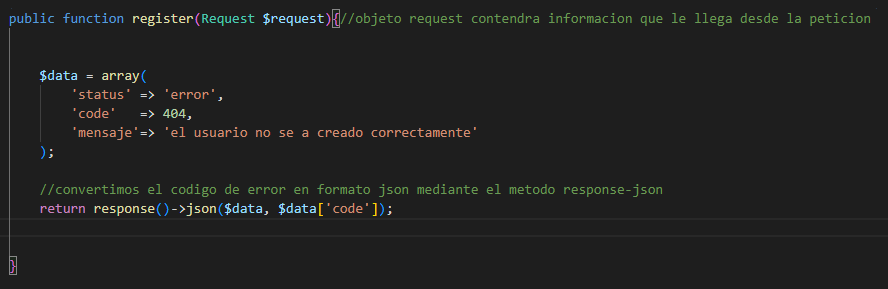 public function register(Request $request){//objeto request contendra informacion que le llega desde la peticion
$data = array(
'status' => 'error',
'code'   => 404,
'mensaje'=> 'el usuario no se a creado correctamente'
);
//convertimos el codigo de error en formato json mediante el metodo response-json
return response()->json($data, $data['code']);
}